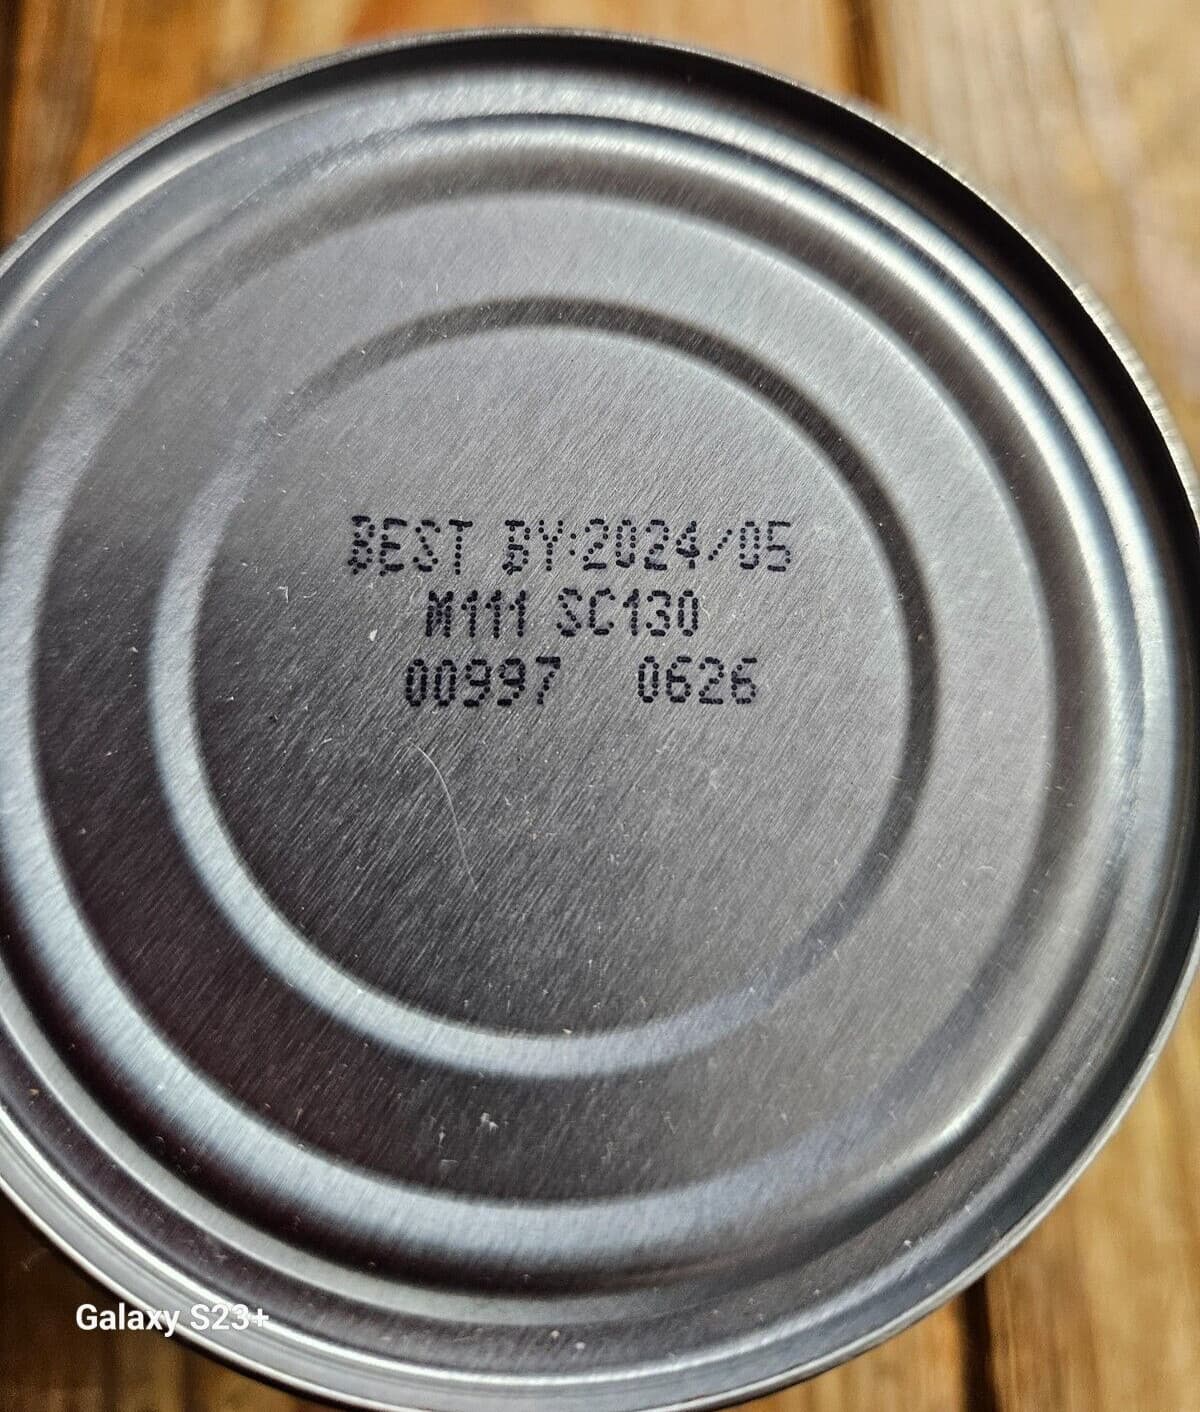 BEST BY:2024/05
M111 SC130
00997 0626
Galaxy S23+